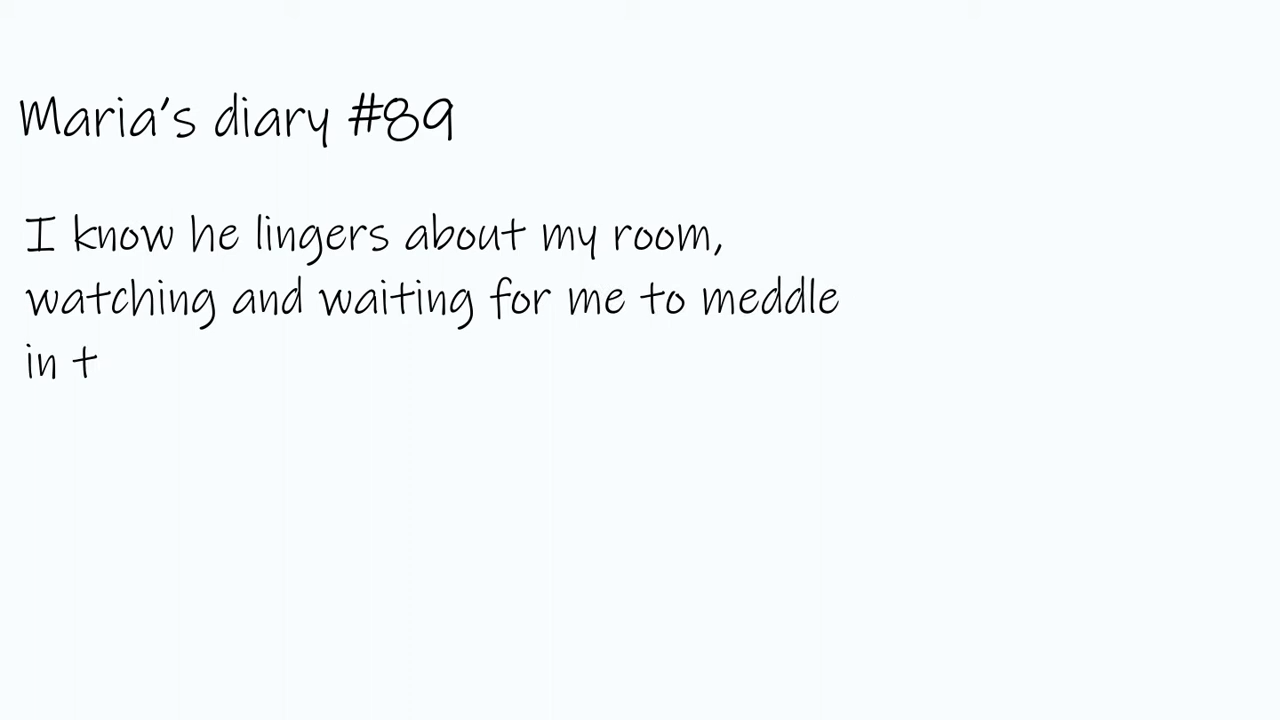 Maria's diary #89
I know he lingers about my room,
watching and waiting for me to meddle
in t